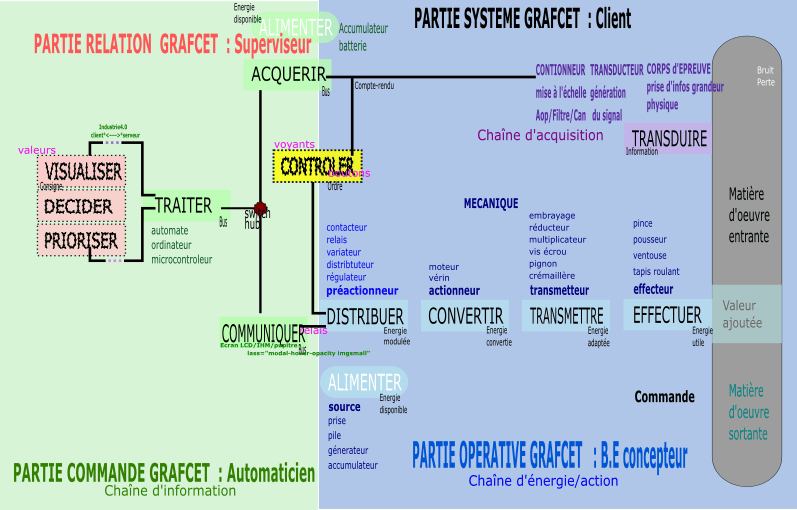 Energie
disponible
PARTIE SYSTEME GRAFCET : Client
ALIMENTER
Accumulateur
batterie
PARTIE RELATION GRAFCET : Superviseur
ACQUERIR
Bus
Compte-rendu
CONTIONNEUR
mise à l'échelle
Aop/Filtre/Can
TRANSDUCTEUR
génération
du signal
CORPS d'EPREUVE
prise d'infos grandeur
physique
Bruit
Perte
Chaîne d'acquisition
TRANSDUIRE
Information
Industrie4.0
client*<---->*serveur
valeurs
voyants
CONTROLER
boutons
Ordre
VISUALISER
Consigne
DECIDER
PRIORISER
TRAITER
Bus
switch
hub
automate
ordinateur
microcontroleur
MECANIQUE
Matière
d'oeuvre
entrante
contacteur
relais
variateur
distribtuteur
régulateur
préactionneur
moteur
vérin
actionneur
embrayage
réducteur
multiplicateur
vis écrou
pignon
crémaillère
transmetteur
pince
pousseur
ventouse
tapis roulant
effecteur
DISTRIBUER
Energie
modulée
CONVERTIR
Energie
convertie
TRANSMETTRE
Energie
adaptée
EFFECTUER
Energie
utile
Valeur
ajoutée
COMMUNIQUER
relais
Bus
Ecran LCD/IHM/pupitre
lass="modal-hover-opacity imgsmall"
ALIMENTER
Energie
disponible
source
prise
pile
génerateur
accumulateur
Commande
Matière
d'oeuvre
sortante
PARTIE OPERATIVE GRAFCET : B.E concepteur
Chaîne d'énergie/action
PARTIE COMMANDE GRAFCET : Automaticien
Chaîne d'information